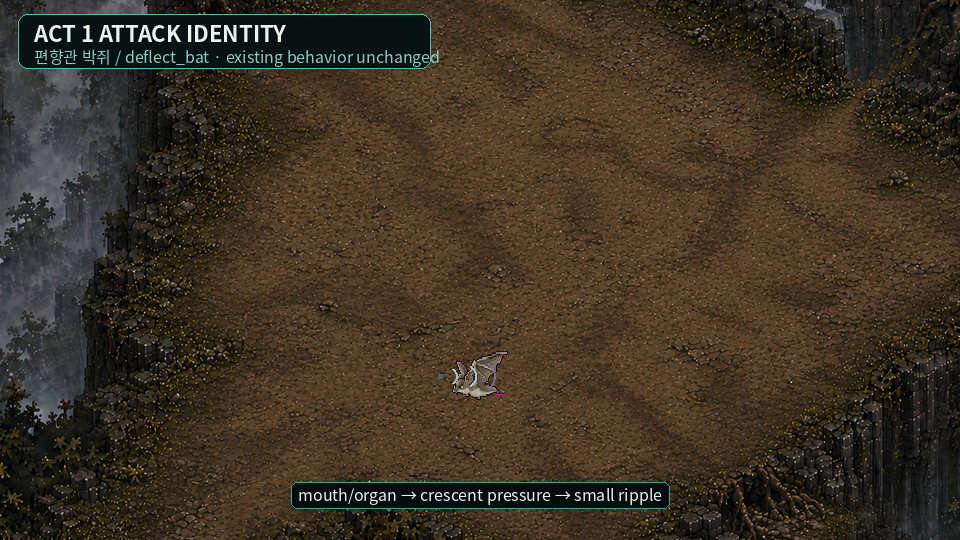 ACT 1 ATTACK IDENTITY
편향관 박쥐 / deflect_bat · existing behavior unchanged
mouth/organ → crescent pressure → small ripple